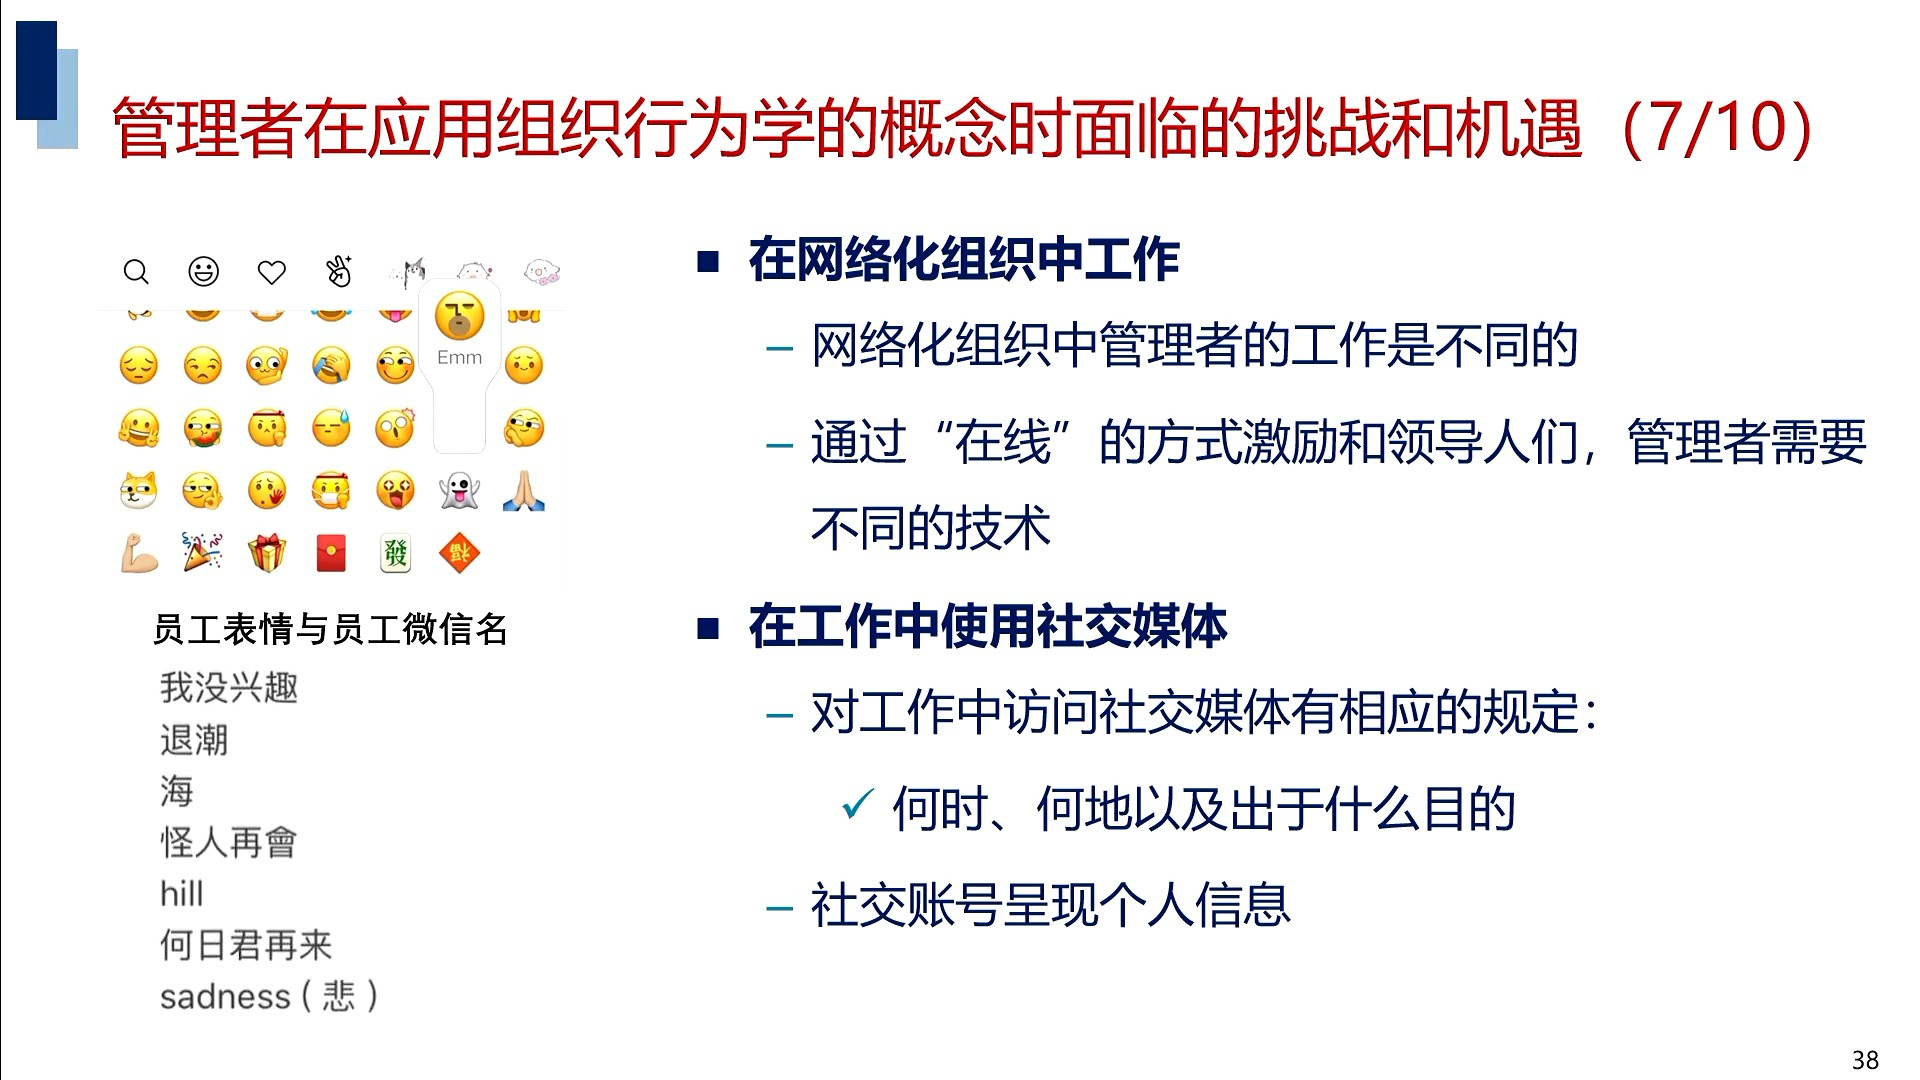 管理者在应用组织行为学的概念时面临的挑战和机遇（7/10）
Emm
發
福
员工表情与员工微信名
我没兴趣
退潮
海
怪人再會
hill
何日君再来
sadness（悲）
■ 在网络化组织中工作
– 网络化组织中管理者的工作是不同的
– 通过“在线”的方式激励和领导人们，管理者需要
不同的技术
■ 在工作中使用社交媒体
– 对工作中访问社交媒体有相应的规定：
✓ 何时、何地以及出于什么目的
– 社交账号呈现个人信息
38